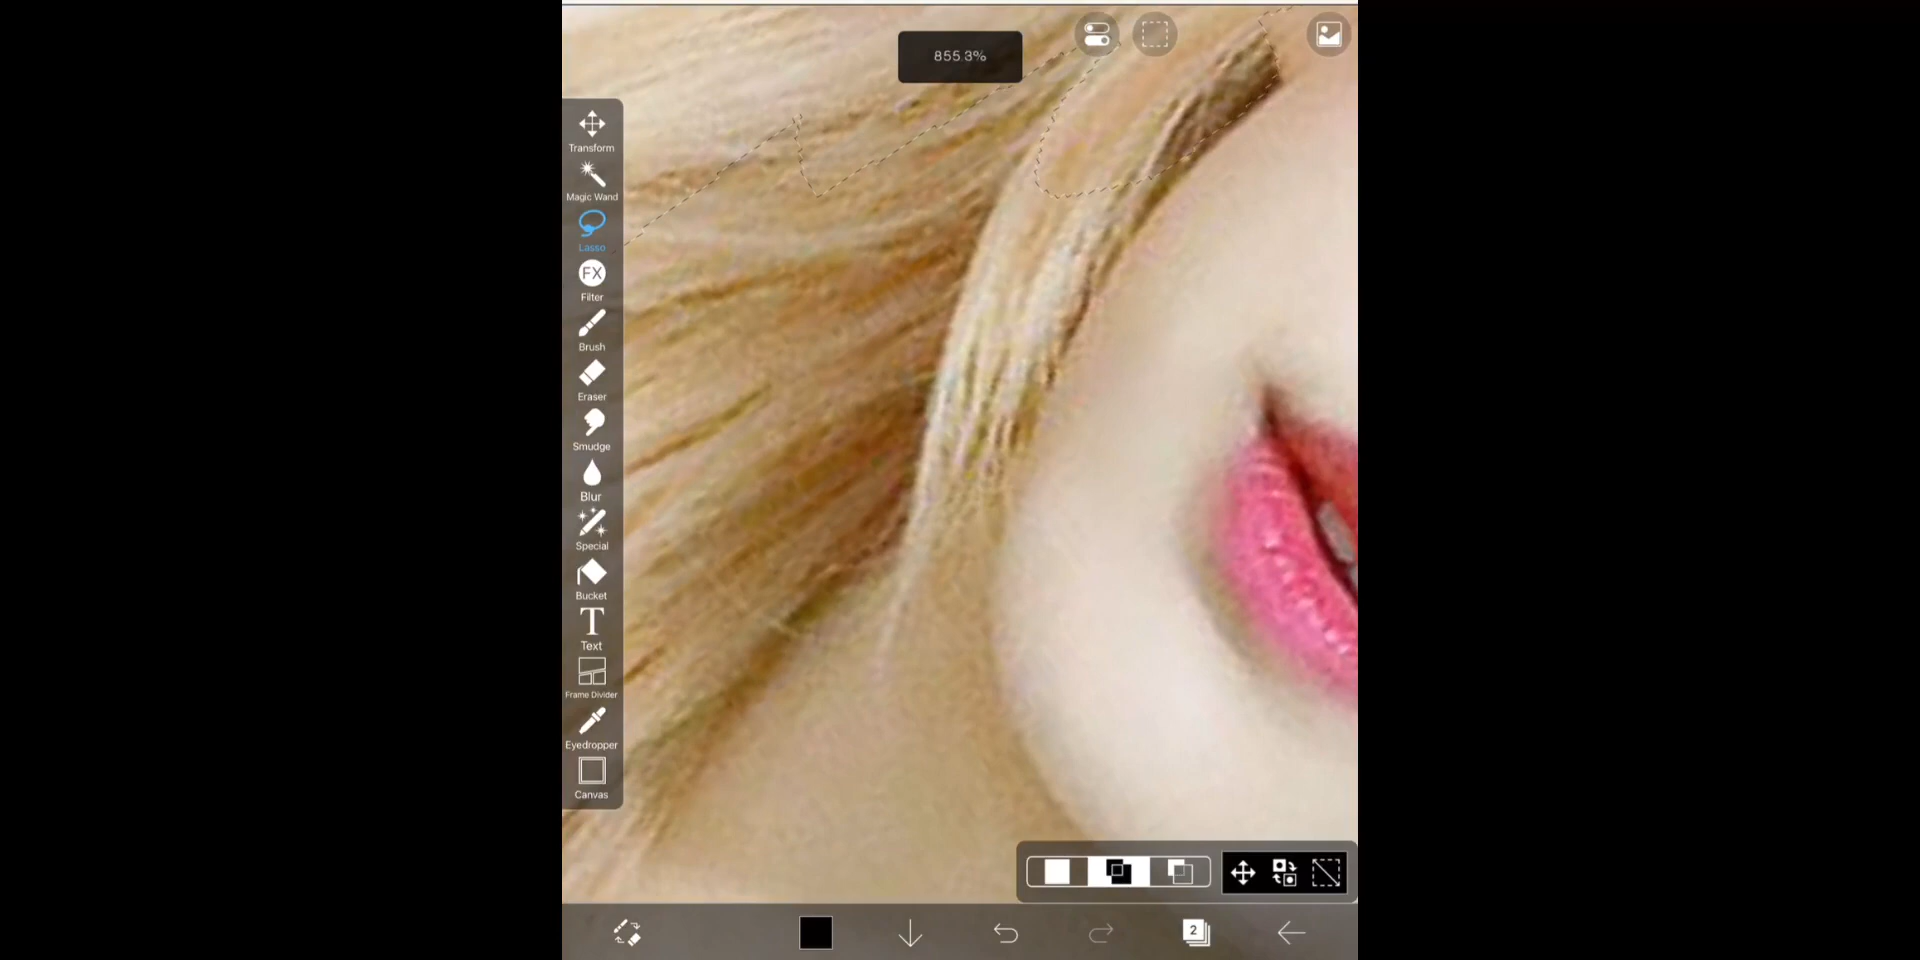 855.3%
Transform
Magic Wand
Lasso
FX
Filter
Brush
Eraser
Smudge
Blur
Special
Bucket
T
Text
Frame Divider
Eyedropper
Canvas
2